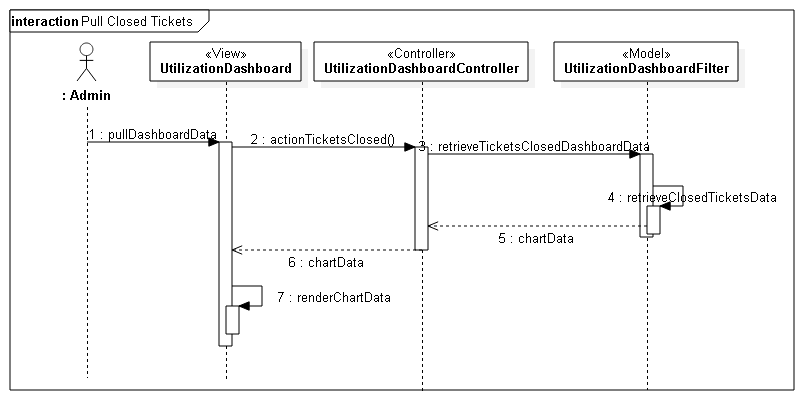 interaction Pull Closed Tickets
: Admin
«View»
UtilizationDashboard
«Controller»
UtilizationDashboardController
«Model»
UtilizationDashboardFilter
1 : pullDashboardData
2 : actionTicketsClosed()
3 : retrieveTicketsClosedDashboardData
4 : retrieveClosedTicketsData
5 : chartData
6 : chartData
7 : renderChartData